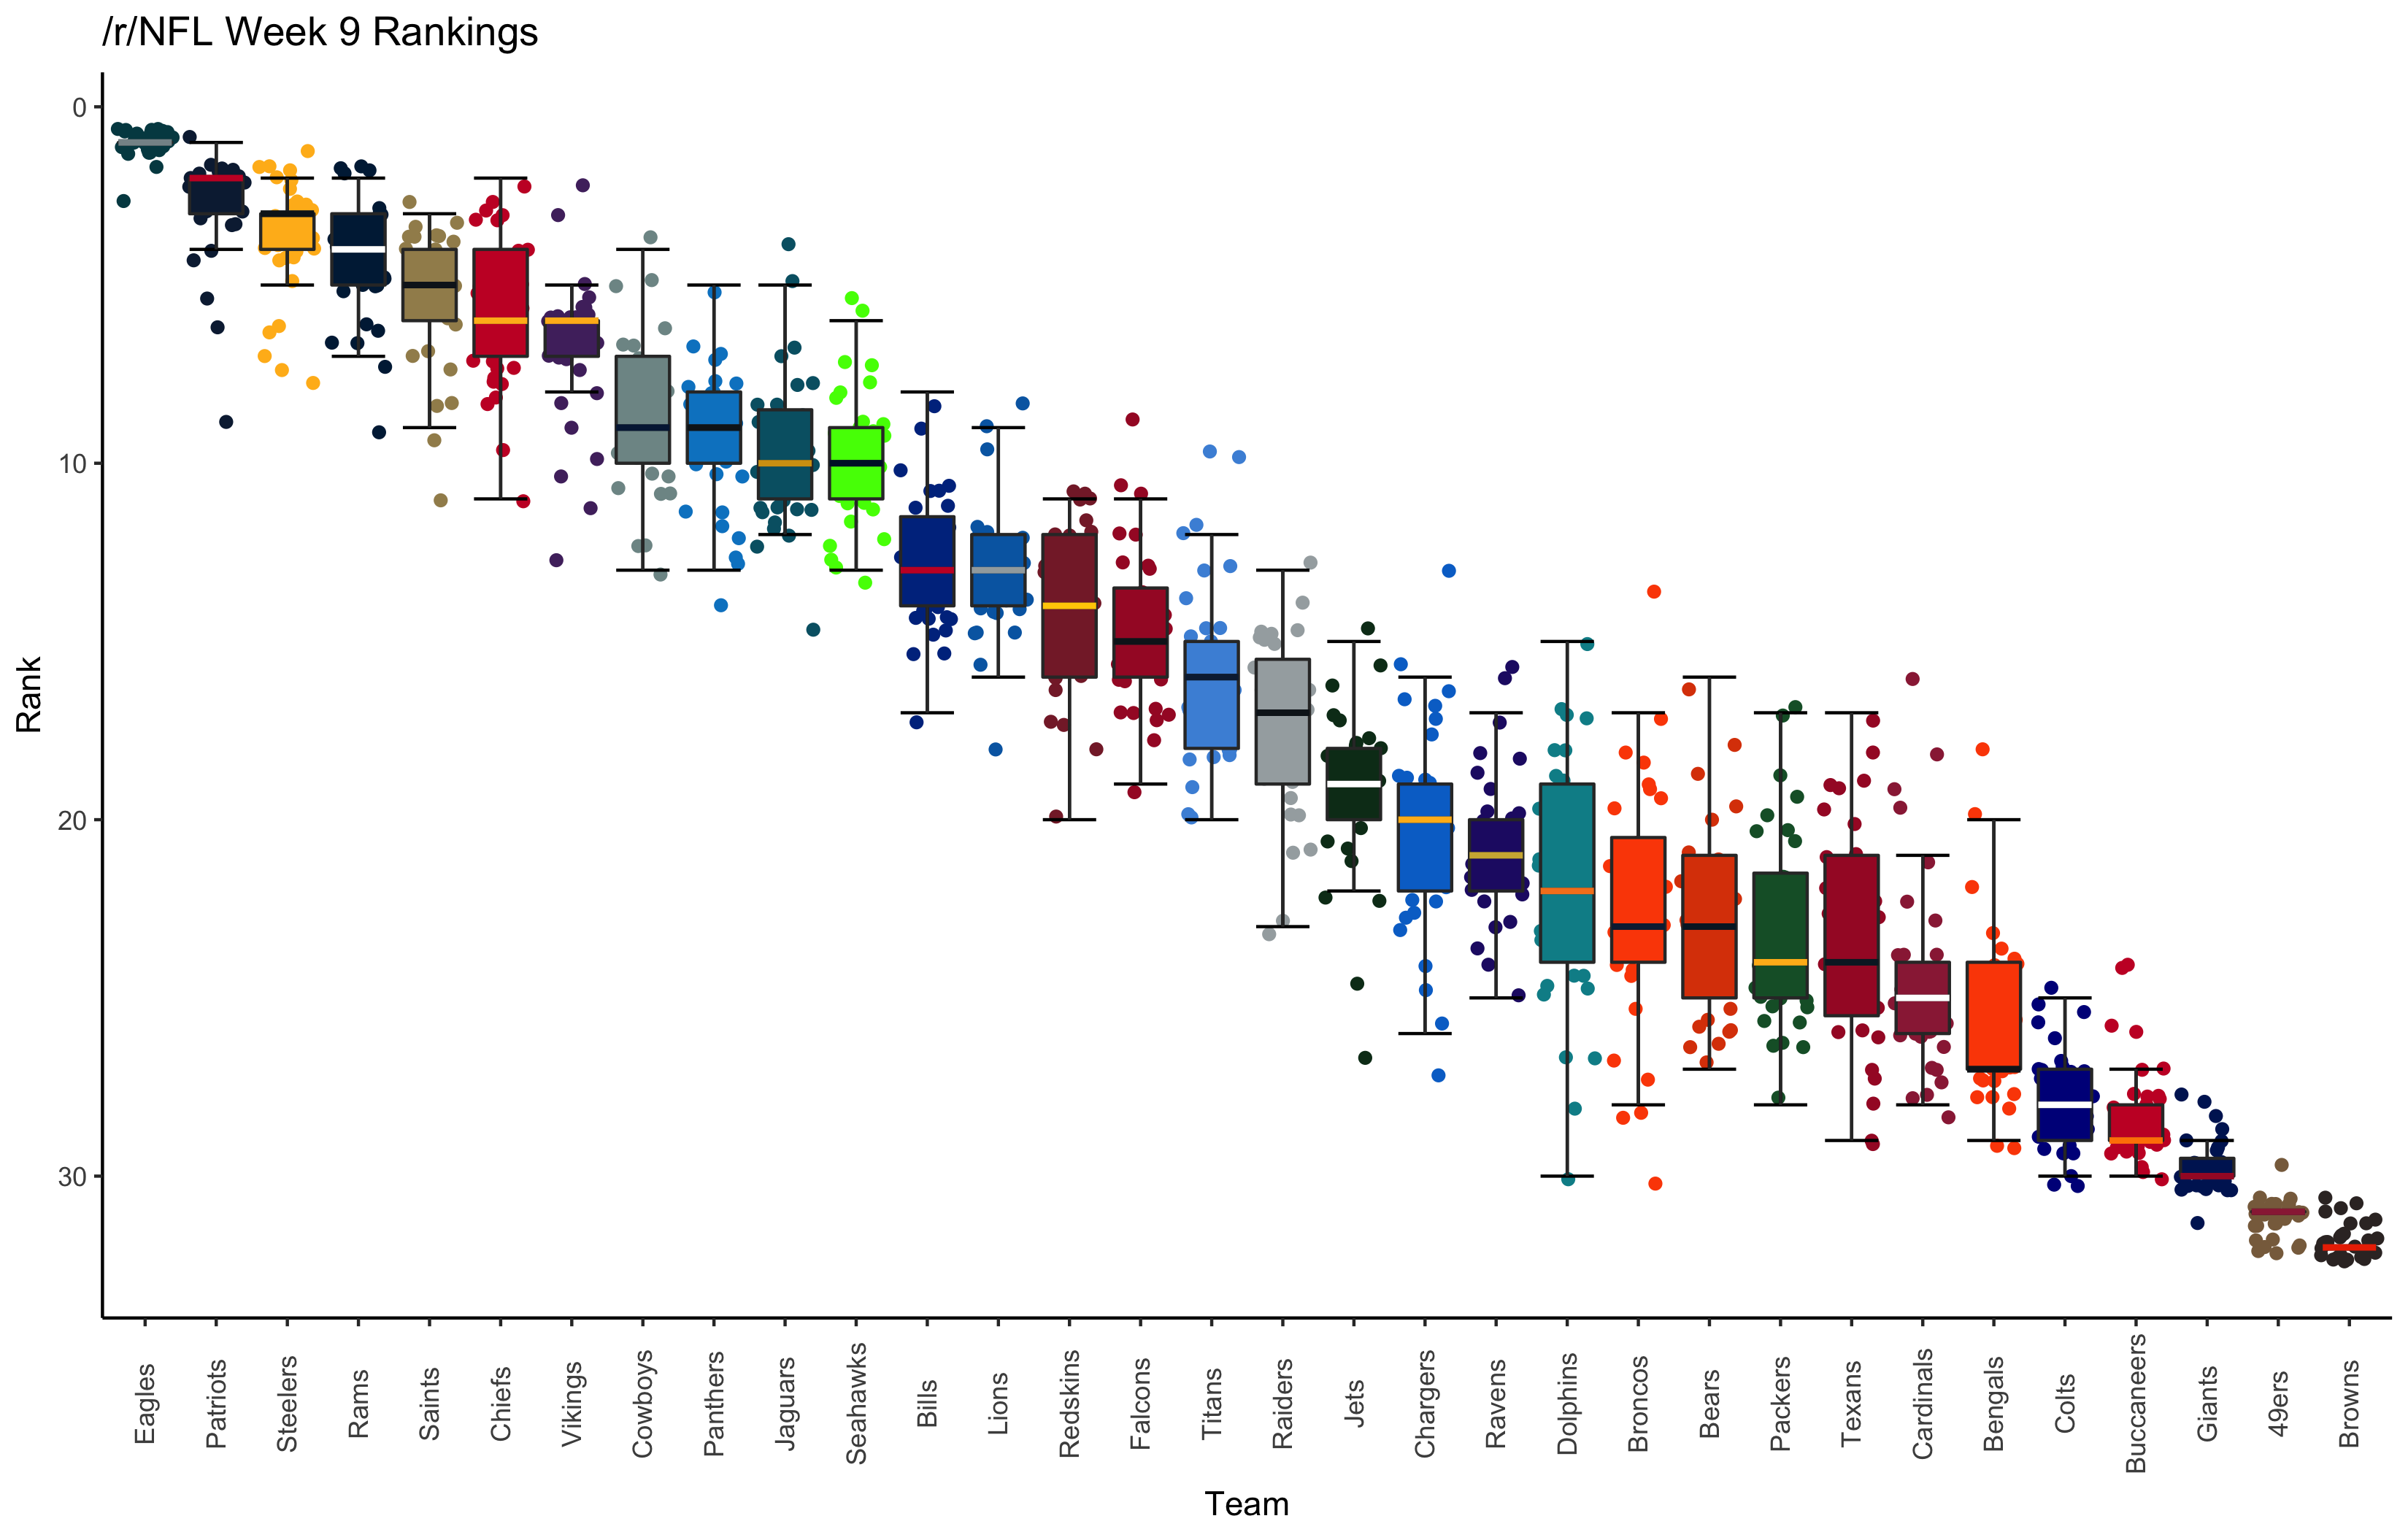 /r/NFL Week 9 Rankings
Rank
0
10
20
30
Eagles
Patriots
Steelers
Rams
Saints
Chiefs
Vikings
Cowboys
Panthers
Jaguars
Seahawks
Bills
Lions
Redskins
Falcons
Titans
Raiders
Jets
Chargers
Ravens
Dolphins
Broncos
Bears
Packers
Texans
Cardinals
Bengals
Colts
Buccaneers
Giants
49ers
Browns
Team